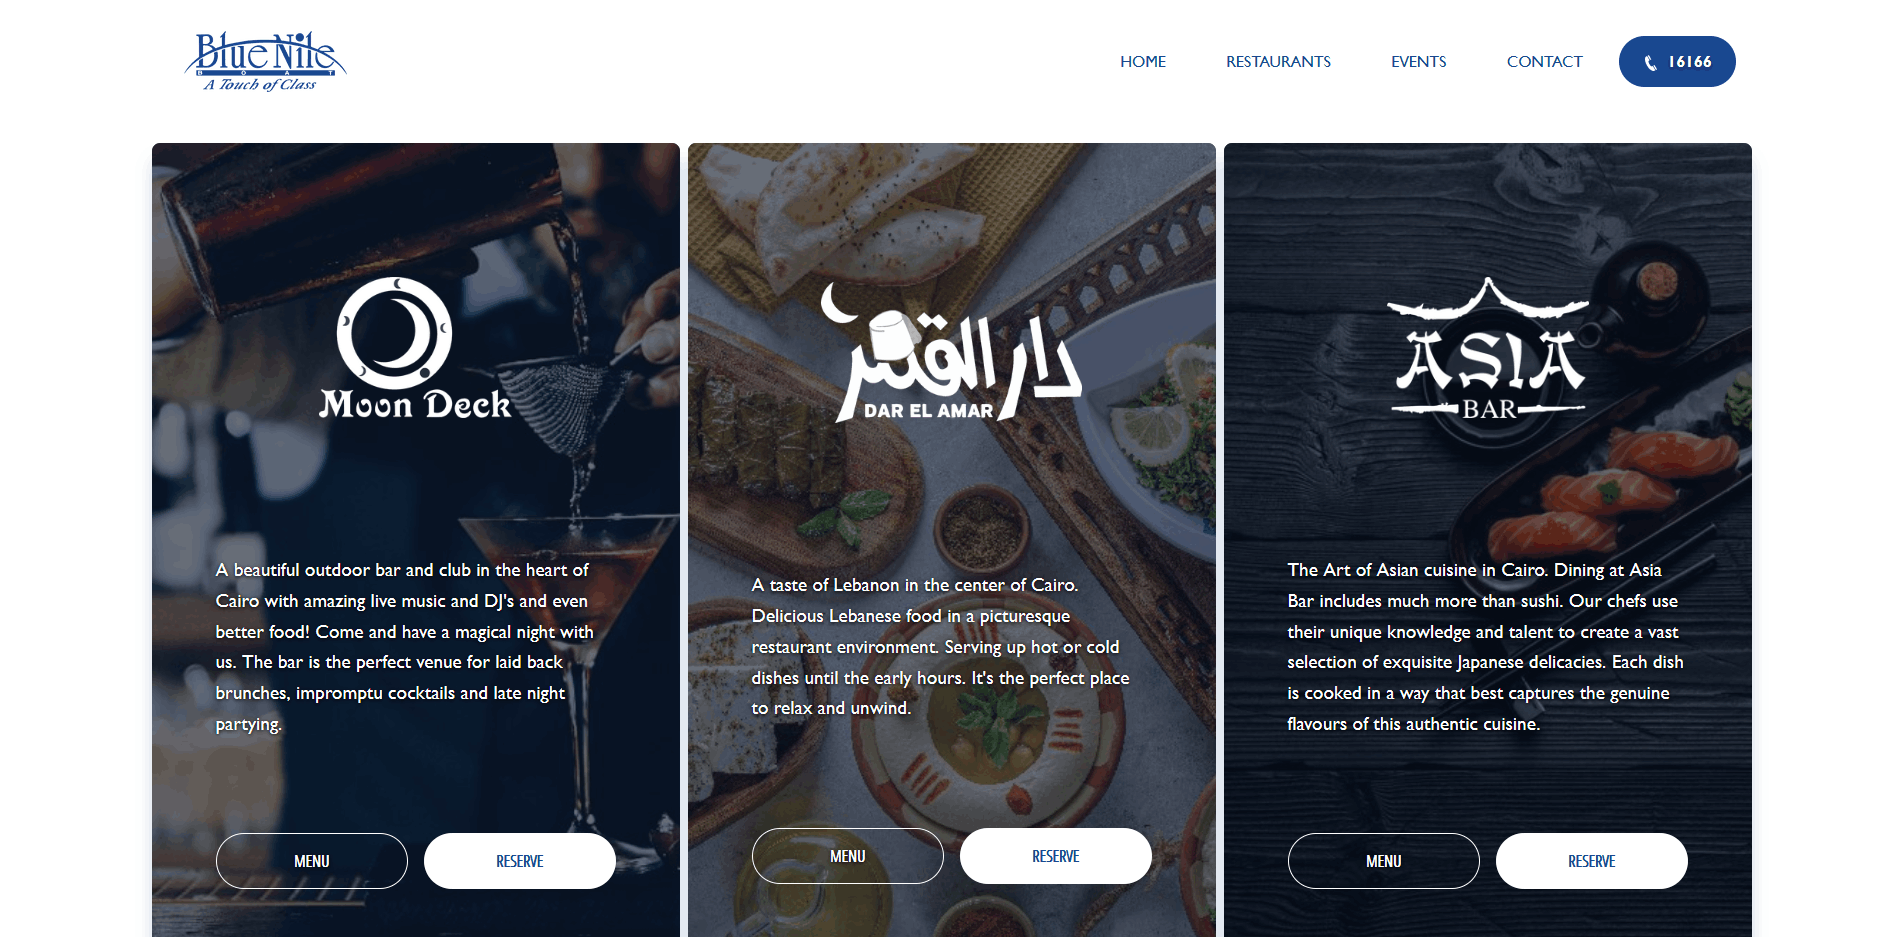 Blue Nile
BOAT
A Touch of Class
HOME
RESTAURANTS
EVENTS
CONTACT
16166
Moon Deck
A beautiful outdoor bar and club in the heart of
Cairo with amazing live music and DJ's and even
better food! Come and have a magical night with
us. The bar is the perfect venue for laid back
brunches, impromptu cocktails and late night
partying.
MENU
RESERVE
دار القمر
DAR EL AMAR
A taste of Lebanon in the center of Cairo.
Delicious Lebanese food in a picturesque
restaurant environment. Serving up hot or cold
dishes until the early hours. It's the perfect place
to relax and unwind.
MENU
RESERVE
ASIA
BAR
The Art of Asian cuisine in Cairo. Dining at Asia
Bar includes much more than sushi. Our chefs use
their unique knowledge and talent to create a vast
selection of exquisite Japanese delicacies. Each dish
is cooked in a way that best captures the genuine
flavours of this authentic cuisine.
MENU
RESERVE